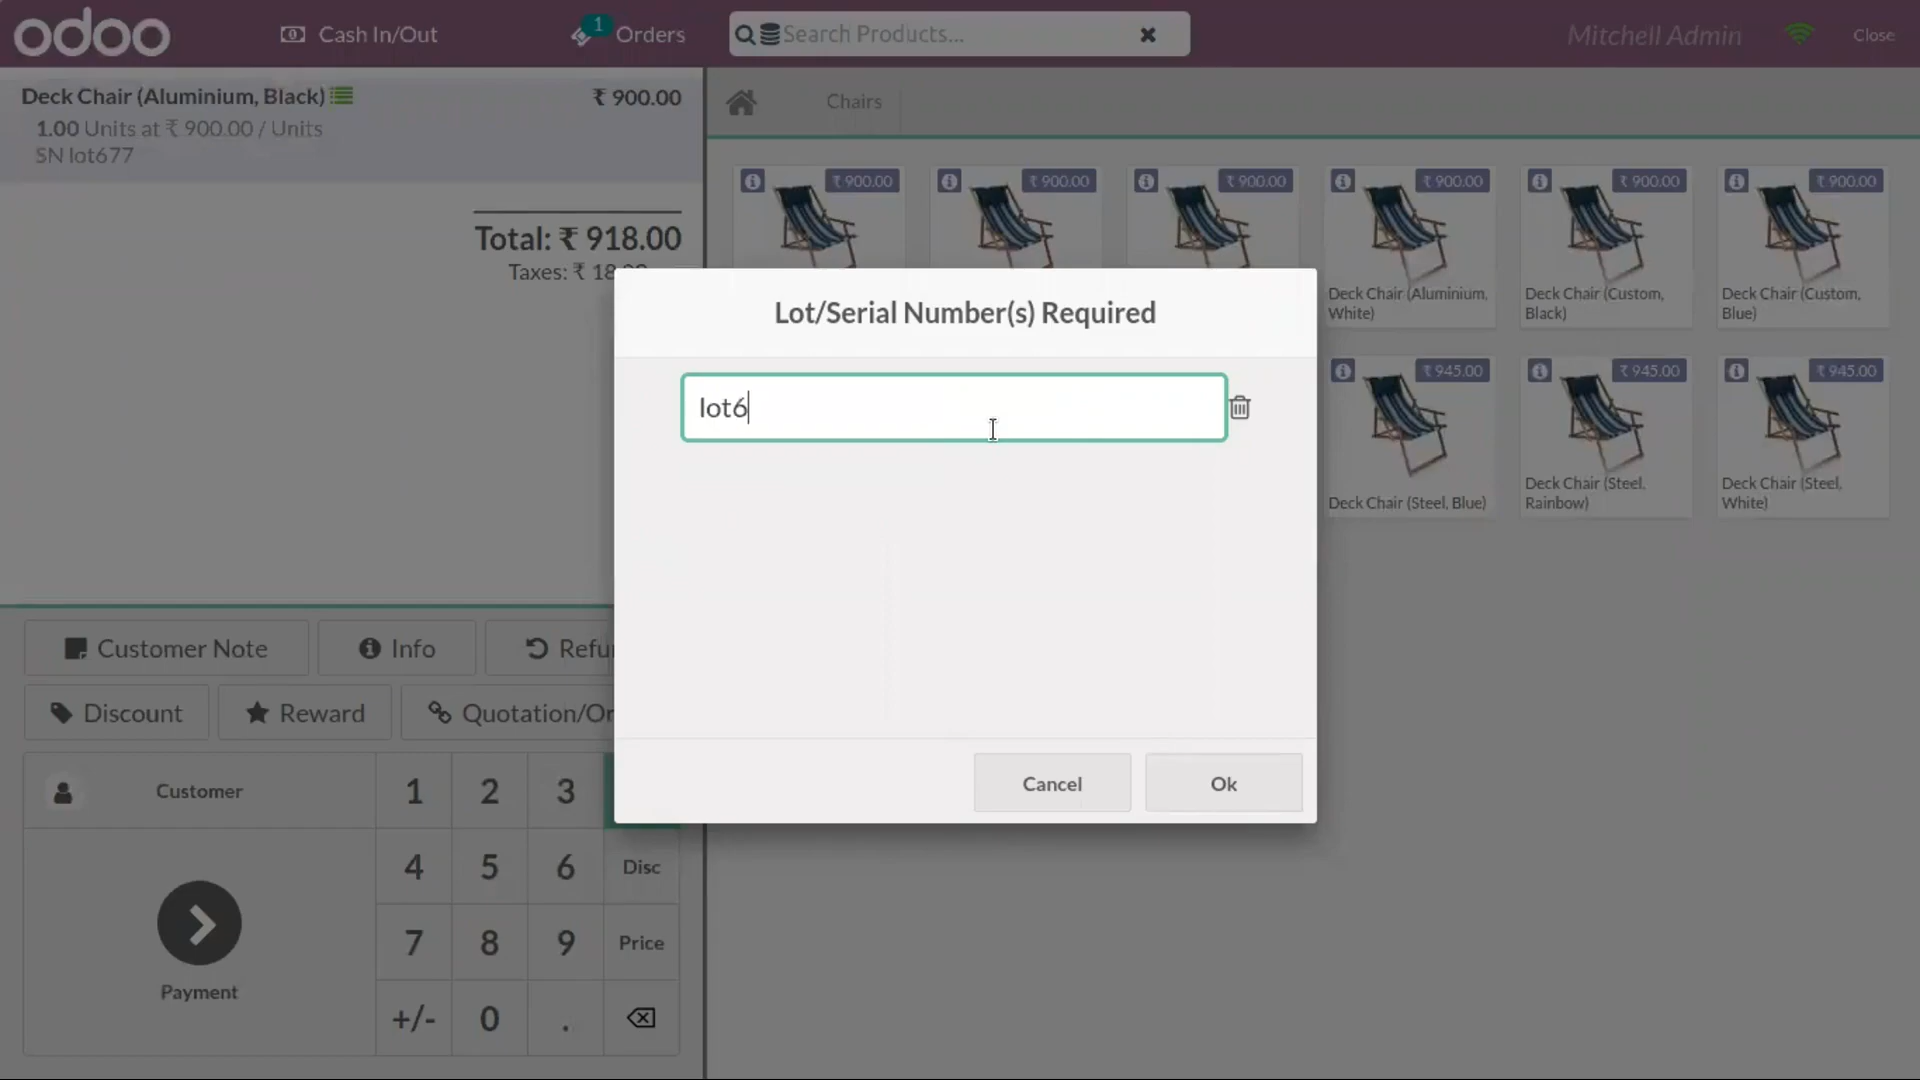 odoo
Cash In/Out
1
Orders
Search Products...
Mitchell Admin
Close
Deck Chair (Aluminium, Black)
₹ 900.00
1.00 Units at ₹ 900.00 / Units
SN lot677
Total: ₹ 918.00
Taxes: ₹ 18
Chairs
₹ 900.00
₹ 900.00
₹ 900.00
₹ 900.00
₹ 900.00
₹ 900.00
Deck Chair (Aluminium,
White)
Deck Chair (Custom,
Black)
Deck Chair (Custom,
Blue)
₹ 945.00
₹ 945.00
₹ 945.00
Deck Chair (Steel, Blue)
Deck Chair (Steel,
Rainbow)
Deck Chair (Steel,
White)
Lot/Serial Number(s) Required
lot6
Cancel
Ok
Customer Note
Info
Refu
Discount
Reward
Quotation/Or
Customer
1
2
3
4
5
6
Disc
7
8
9
Price
+/-
0
.
Payment